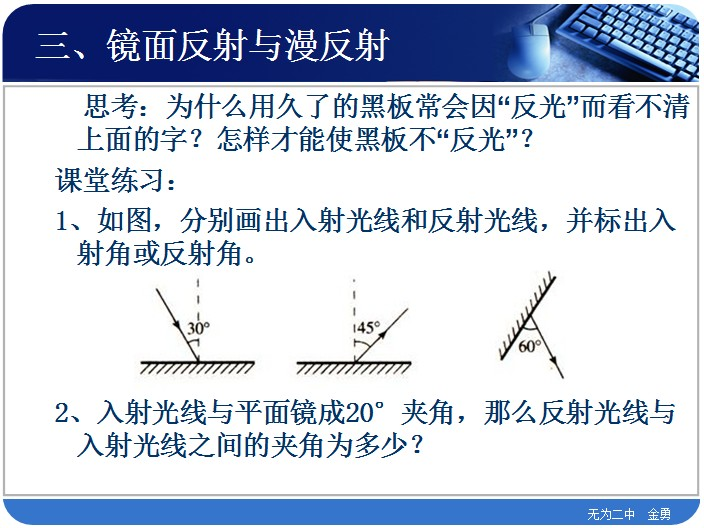 三、镜面反射与漫反射
思考：为什么用久了的黑板常会因“反光”而看不清
上面的字？怎样才能使黑板不“反光”？
课堂练习：
1、如图，分别画出入射光线和反射光线，并标出入
射角或反射角。
30°
45°
60°
2、入射光线与平面镜成20°夹角，那么反射光线与
入射光线之间的夹角为多少？
无为二中 金勇